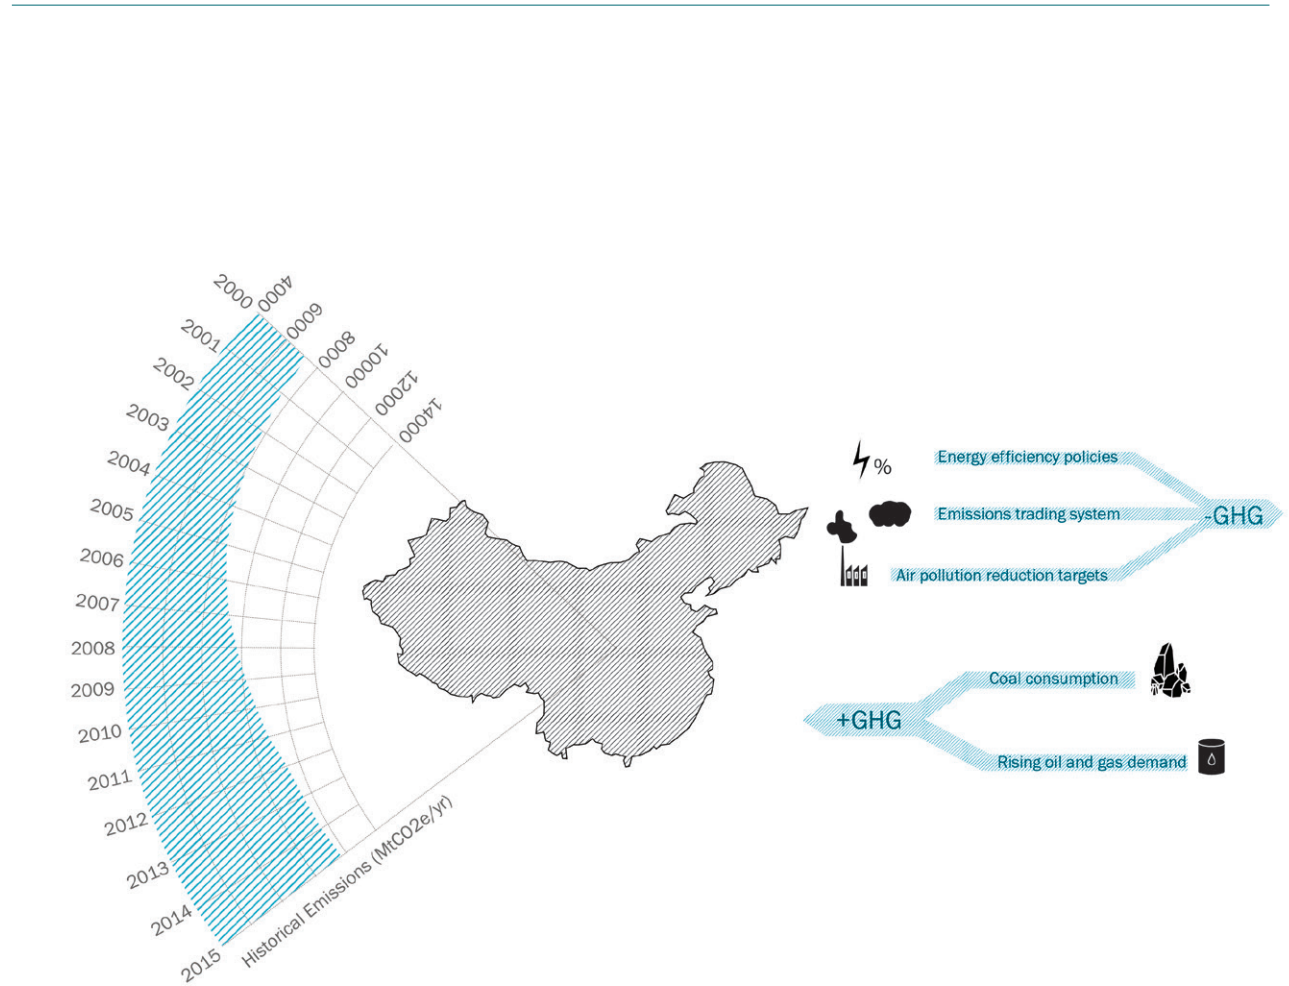 2000
2001
2002
2003
2004
2005
2006
2007
2008
2009
2010
2011
2012
2013
2014
2015
4000
6000
8000
10000
12000
14000
Historical Emissions (MtCO2e/yr)
%
Energy efficiency policies
Emissions trading system
Air pollution reduction targets
-GHG
Coal consumption
+GHG
Rising oil and gas demand